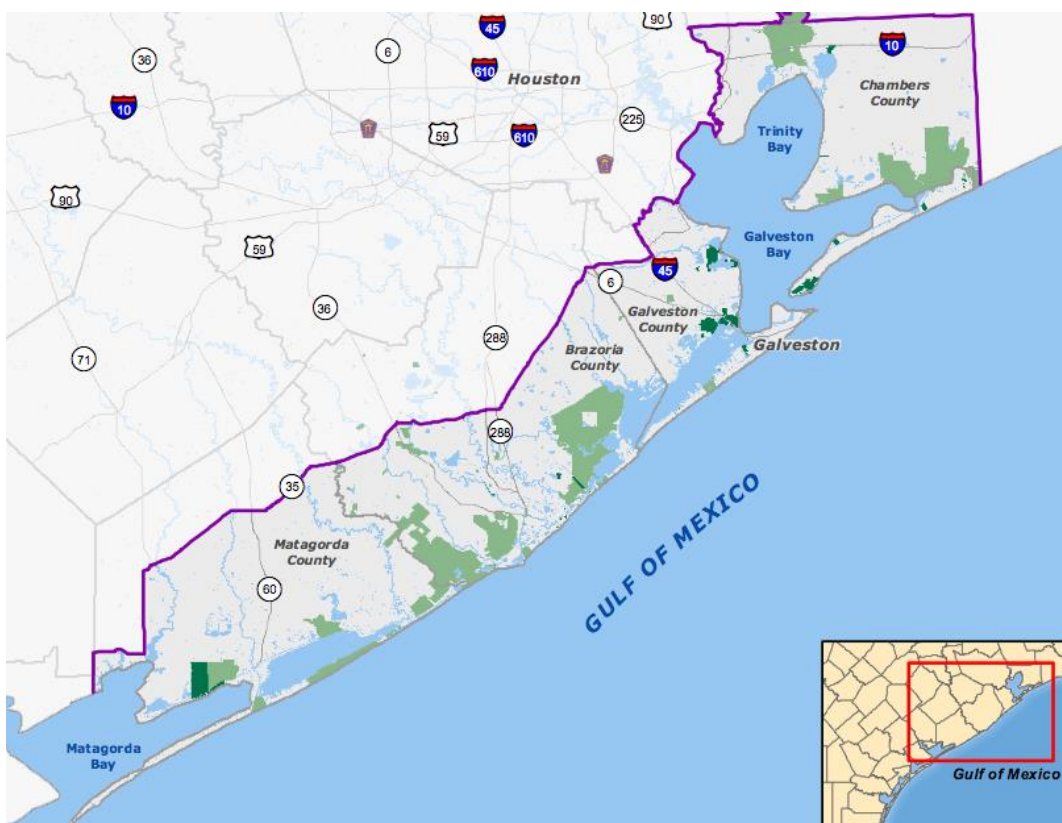 90
45
6
36
610
Houston
10
Chambers
County
10
225
59
610
Trinity
Bay
90
59
Galveston
Bay
45
6
36
Galveston
County
288
Galveston
71
Brazoria
County
288
35
GULF OF MEXICO
Matagorda
County
60
Matagorda
Bay
Gulf of Mexico